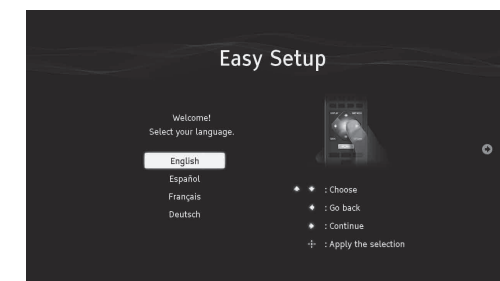 Easy Setup
Welcome!
Select your language.
English
Español
Français
Deutsch
: Choose
: Go back
: Continue
: Apply the selection